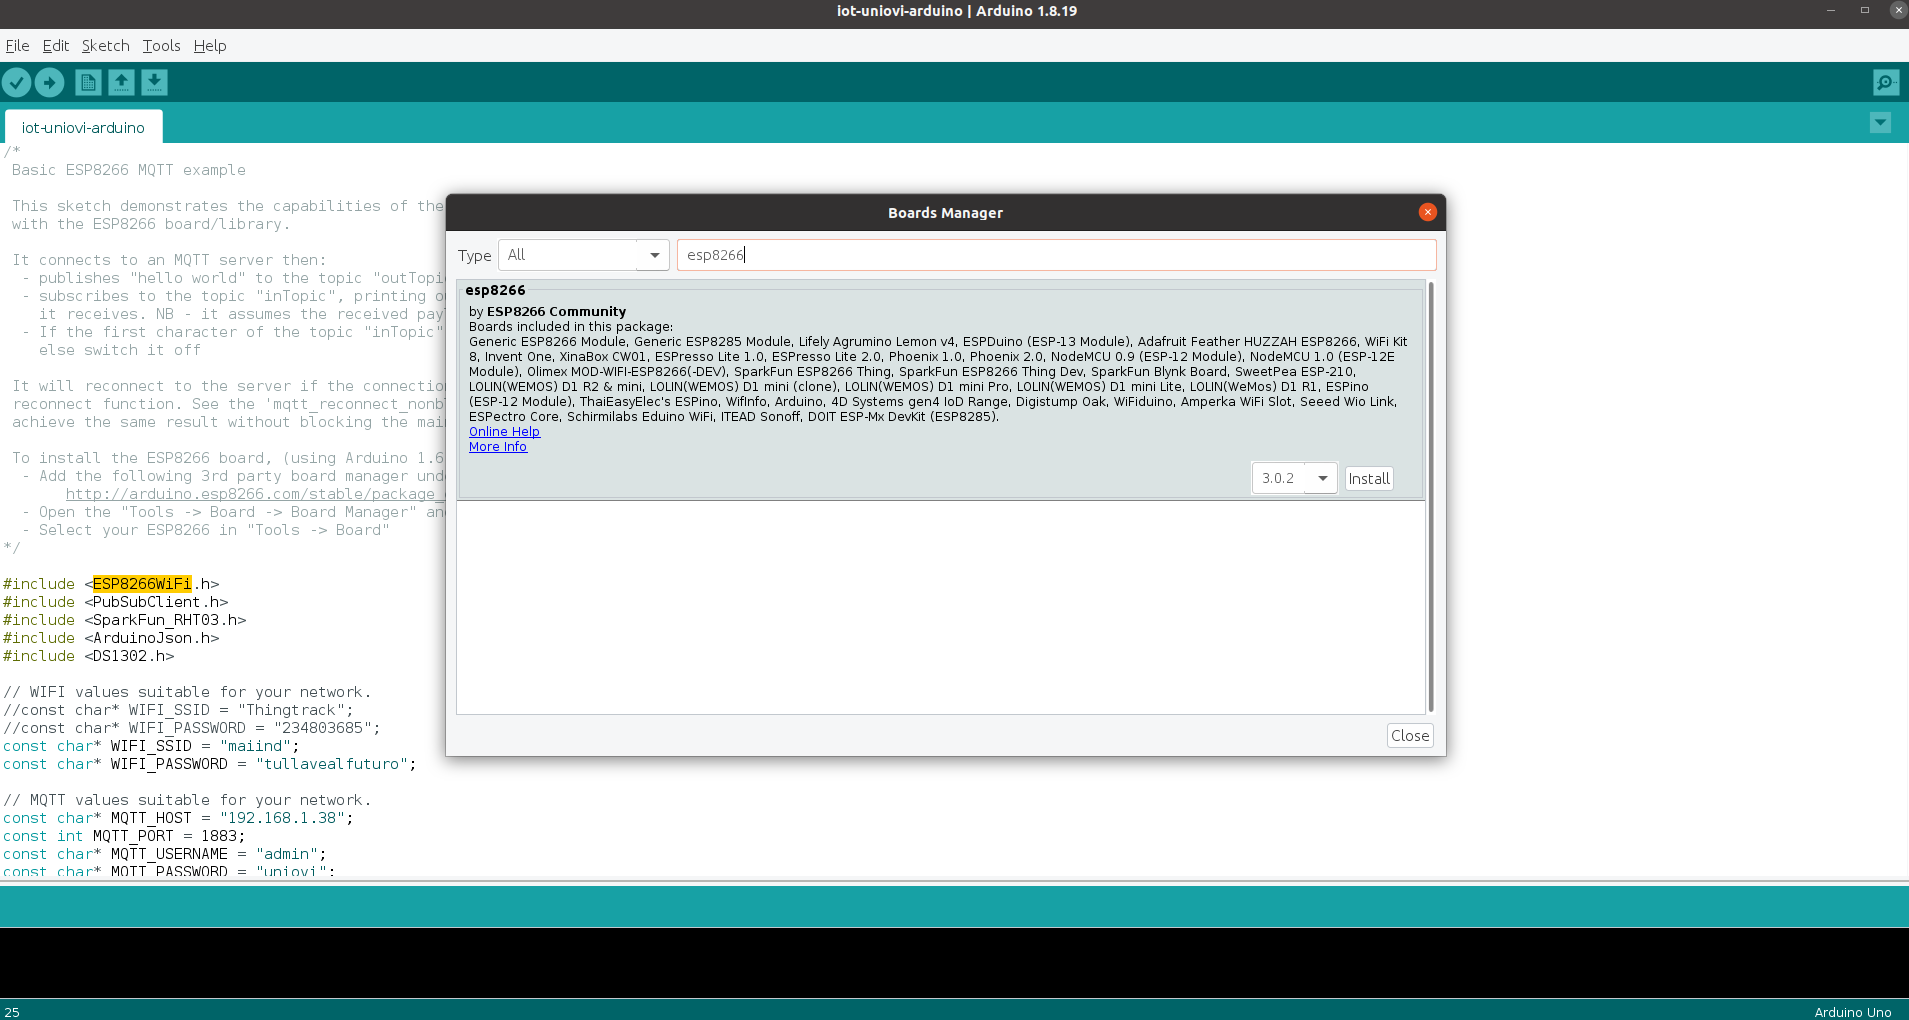 iot-uniovi-arduino | Arduino 1.8.19
File Edit Sketch Tools Help
iot-uniovi-arduino
/*
Basic ESP8266 MQTT example
This sketch demonstrates the capabilities of the
with the ESP8266 board/library.
It connects to an MQTT server then:
- publishes "hello world" to the topic "outTopi
- subscribes to the topic "inTopic", printing o
it receives. NB - it assumes the received pay
- If the first character of the topic "inTopic"
else switch it off
It will reconnect to the server if the connectio
reconnect function. See the 'mqtt_reconnect_nonb
achieve the same result without blocking the mai
To install the ESP8266 board, (using Arduino 1.6
- Add the following 3rd party board manager und
http://arduino.esp8266.com/stable/package_
- Open the "Tools -> Board -> Board Manager" an
- Select your ESP8266 in "Tools -> Board"
*/
#include <ESP8266WiFi.h>
#include <PubSubClient.h>
#include <SparkFun_RHT03.h>
#include <ArduinoJson.h>
#include <DS1302.h>
// WIFI values suitable for your network.
//const char* WIFI_SSID = "Thingtrack";
//const char* WIFI_PASSWORD = "234803685";
const char* WIFI_SSID = "maiind";
const char* WIFI_PASSWORD = "tullavealfuturo";
// MQTT values suitable for your network.
const char* MQTT_HOST = "192.168.1.38";
const int MQTT_PORT = 1883;
const char* MQTT_USERNAME = "admin";
const char* MQTT_PASSWORD = "uniovi";
Boards Manager
Type All esp8266
esp8266
by ESP8266 Community
Boards included in this package:
Generic ESP8266 Module, Generic ESP8285 Module, Lifely Agrumino Lemon v4, ESPDuino (ESP-13 Module), Adafruit Feather HUZZAH ESP8266, WiFi Kit
8, Invent One, XinaBox CW01, ESPresso Lite 1.0, ESPresso Lite 2.0, Phoenix 1.0, Phoenix 2.0, NodeMCU 0.9 (ESP-12 Module), NodeMCU 1.0 (ESP-12E
Module), Olimex MOD-WIFI-ESP8266(-DEV), SparkFun ESP8266 Thing, SparkFun ESP8266 Thing Dev, SparkFun Blynk Board, SweetPea ESP-210,
LOLIN(WEMOS) D1 R2 & mini, LOLIN(WEMOS) D1 mini (clone), LOLIN(WEMOS) D1 mini Pro, LOLIN(WEMOS) D1 mini Lite, LOLIN(WeMos) D1 R1, ESPino
(ESP-12 Module), ThaiEasyElec's ESPino, WifInfo, Arduino, 4D Systems gen4 IoD Range, Digistump Oak, WiFiduino, Amperka WiFi Slot, Seeed Wio Link,
ESPectro Core, Schirmilabs Eduino WiFi, ITEAD Sonoff, DOIT ESP-Mx DevKit (ESP8285).
Online Help
More Info
3.0.2 Install
Close
25
Arduino Uno